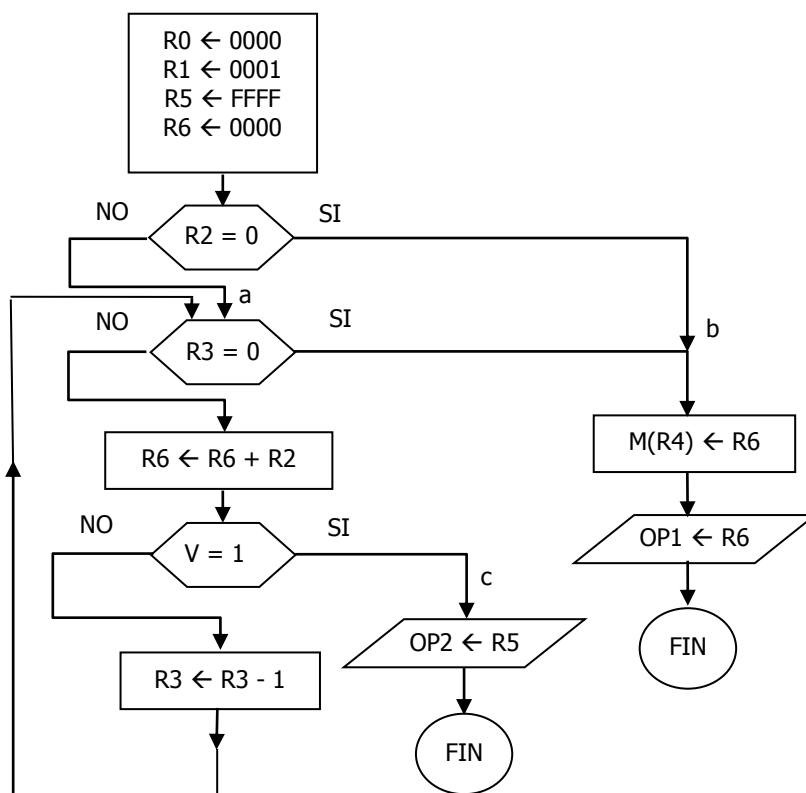 R0 ← 0000
R1 ← 0001
R5 ← FFFF
R6 ← 0000
NO
R2 = 0
SI
a
NO
R3 = 0
SI
b
R6 ← R6 + R2
M(R4) ← R6
NO
V = 1
SI
OP1 ← R6
c
R3 ← R3 - 1
OP2 ← R5
FIN
FIN